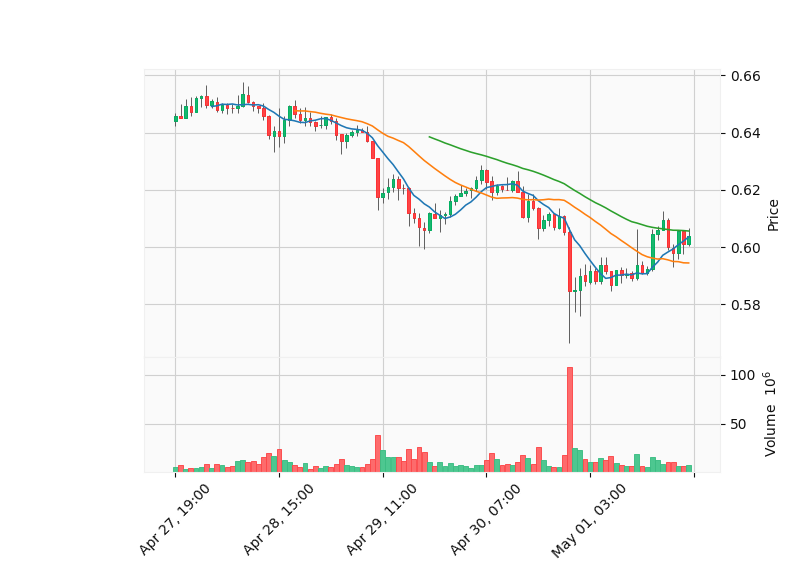 0.66
0.64
0.62
0.60
0.58
Price
100
50
Volume 10⁶
Apr 27, 19:00
Apr 28, 15:00
Apr 29, 11:00
Apr 30, 07:00
May 01, 03:00